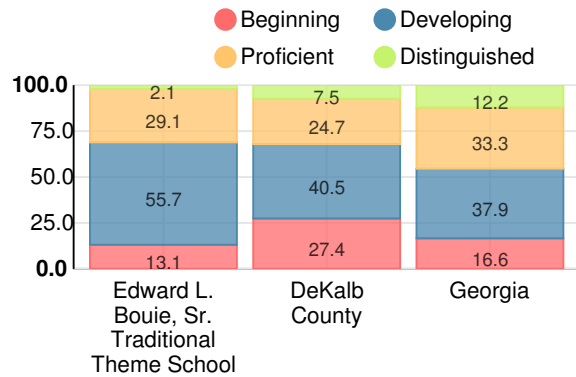 Beginning
Developing
Proficient
Distinguished
100.0
75.0
50.0
25.0
0.0
2.1
29.1
55.7
13.1
7.5
24.7
40.5
27.4
12.2
33.3
37.9
16.6
Edward L.
Bouie, Sr.
Traditional
Theme School
DeKalb
County
Georgia